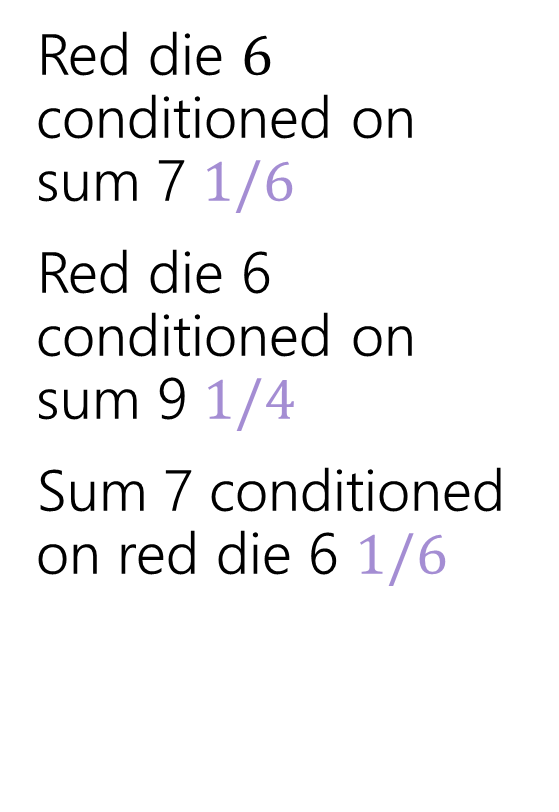 Red die 6
conditioned on
sum 7 1/6
Red die 6
conditioned on
sum 9 1/4
Sum 7 conditioned
on red die 6 1/6